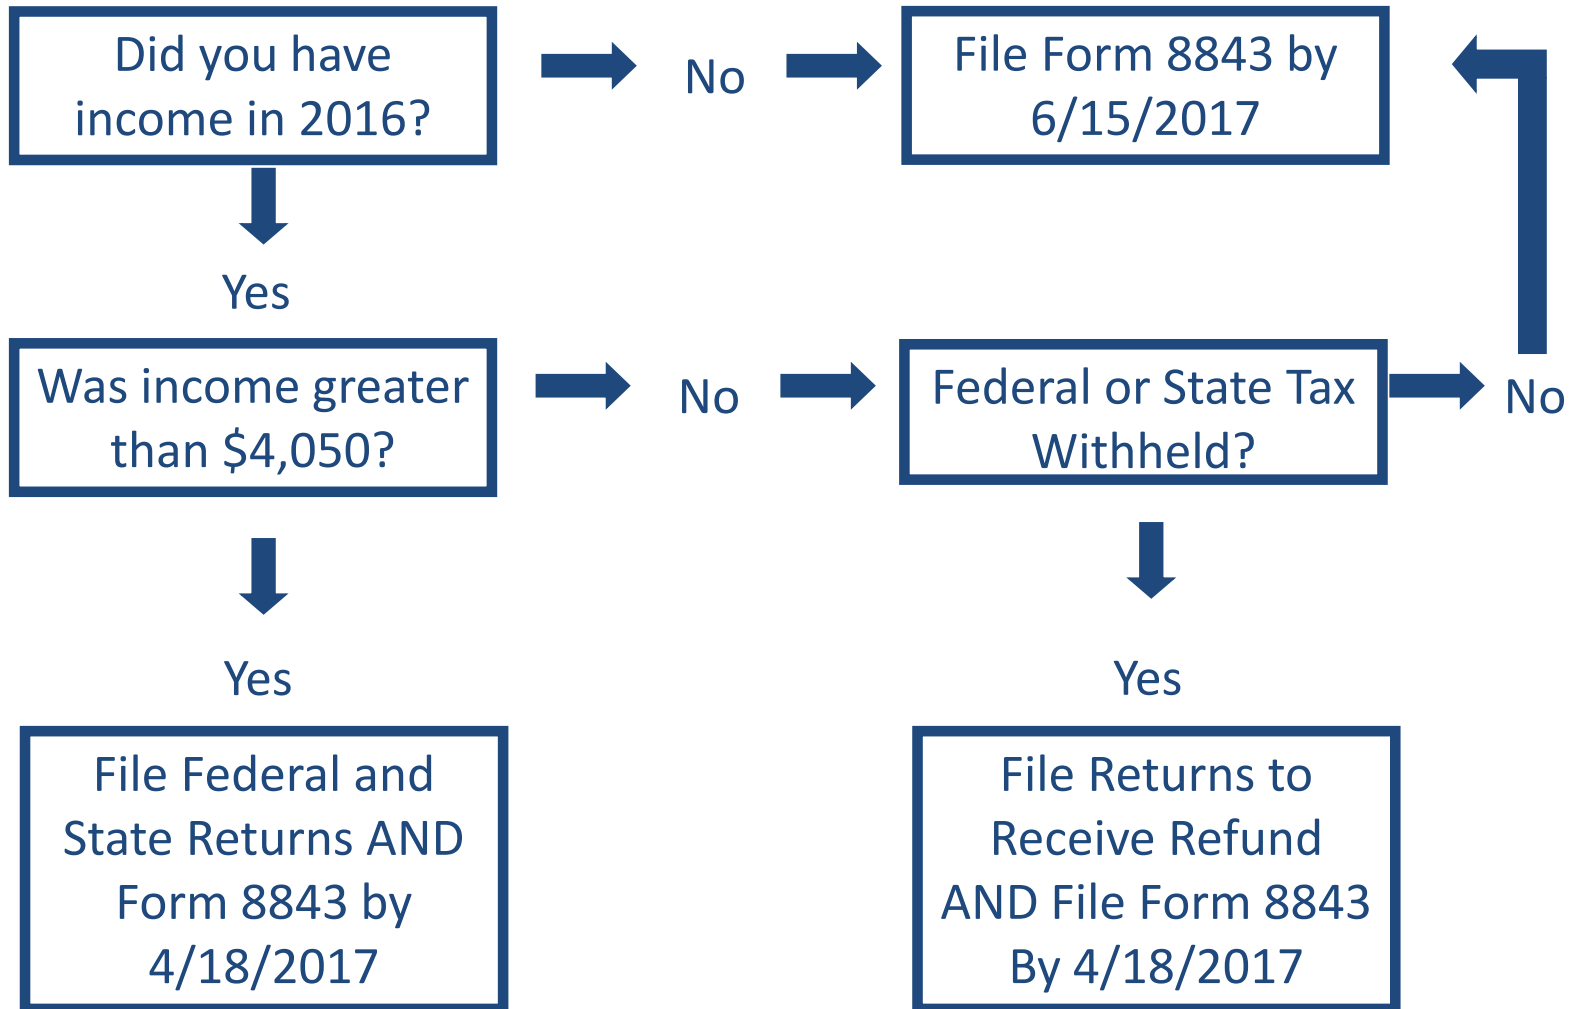 Did you have
income in 2016?
No
File Form 8843 by
6/15/2017
Yes
Was income greater
than $4,050?
No
Federal or State Tax
Withheld?
No
Yes
Yes
File Federal and
State Returns AND
Form 8843 by
4/18/2017
File Returns to
Receive Refund
AND File Form 8843
By 4/18/2017